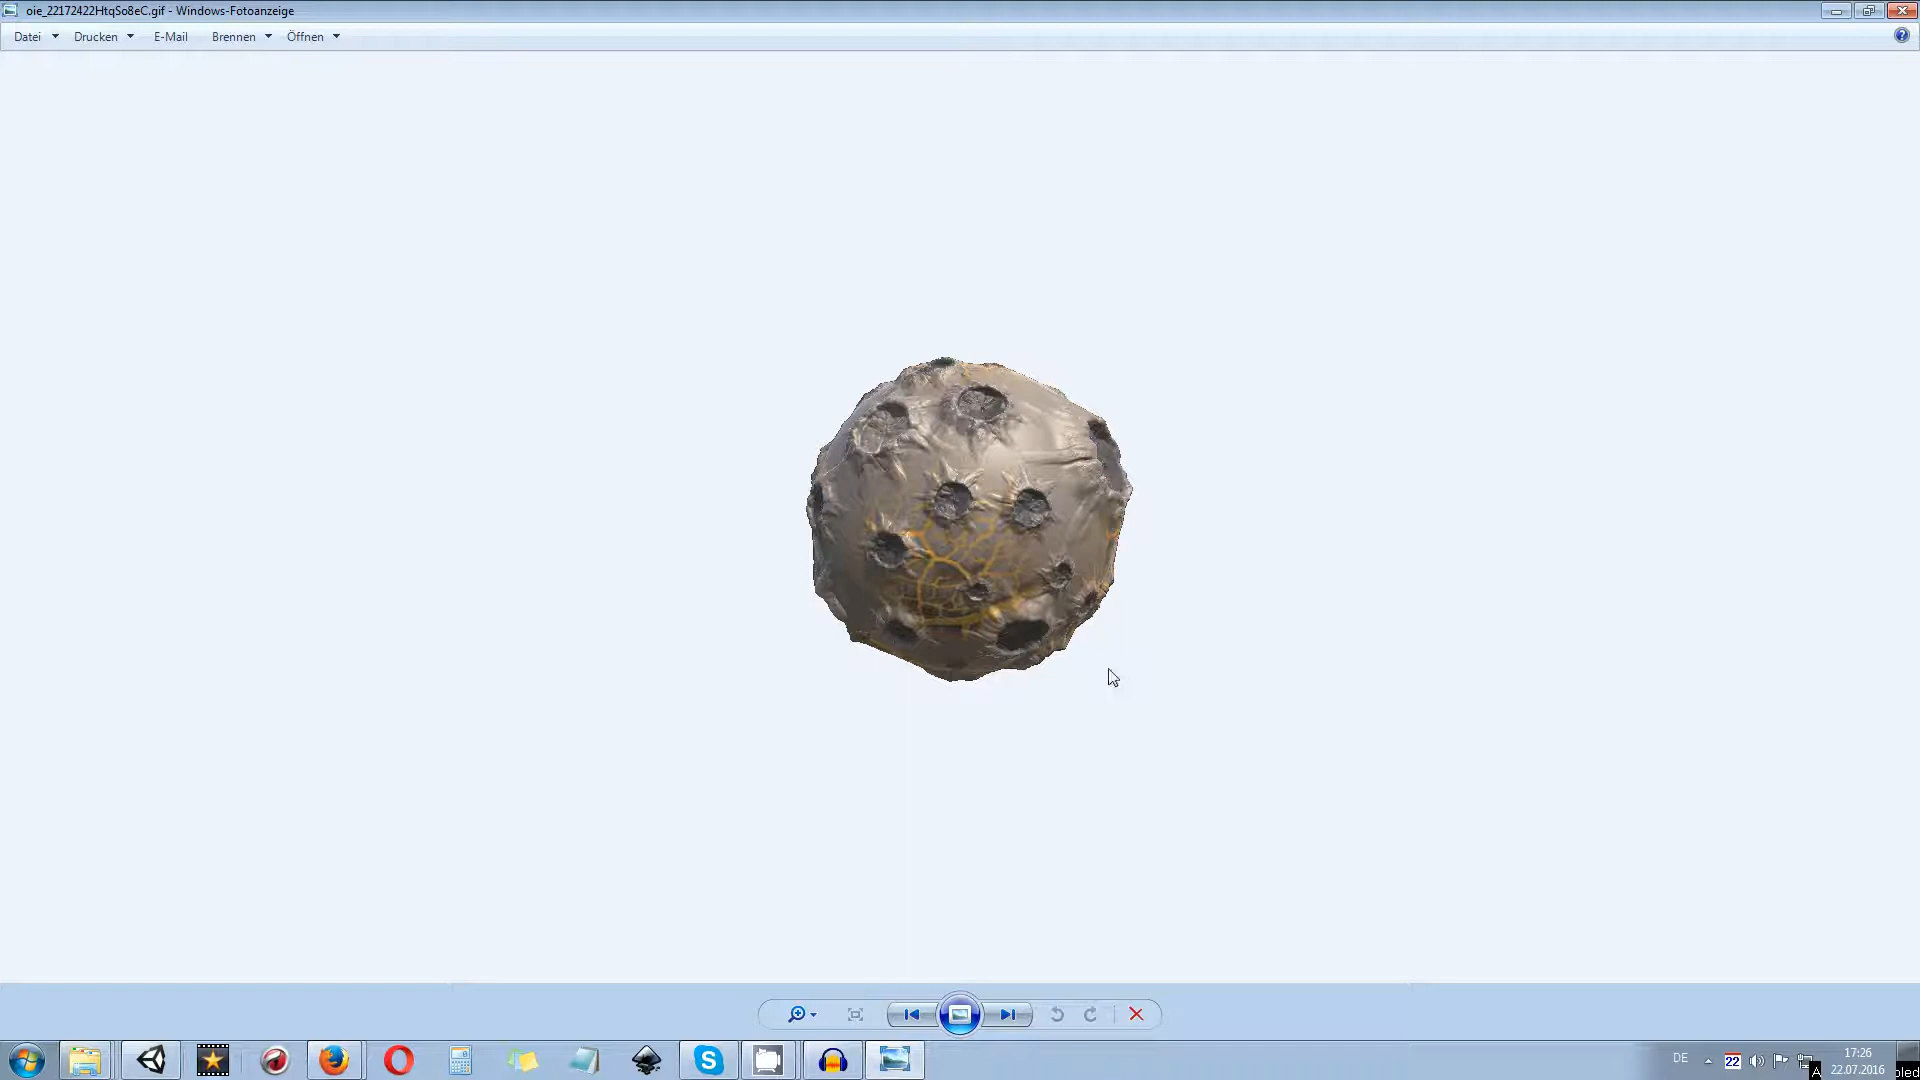 oie_22172422HtqSo8eC.gif - Windows-Fotoanzeige
Datei Drucken E-Mail Brennen Öffnen
DE 22 17:26
22.07.2016